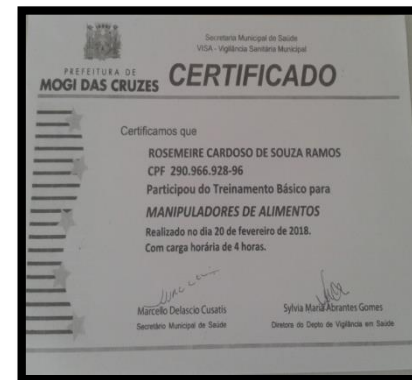 Secretaria Municipal de Saúde
VISA - Vigilância Sanitária Municipal
PREFEITURA DE
MOGI DAS CRUZES
CERTIFICADO
Certificamos que
ROSEMEIRE CARDOSO DE SOUZA RAMOS
CPF 290.966.928-96
Participou do Treinamento Básico para
MANIPULADORES DE ALIMENTOS
Realizado no dia 20 de fevereiro de 2018.
Com carga horária de 4 horas.
Marcello Delascio Cusatis
Secretário Municipal de Saúde
Sylvia Maria Abrantes Gomes
Diretora do Depto de Vigilância em Saúde